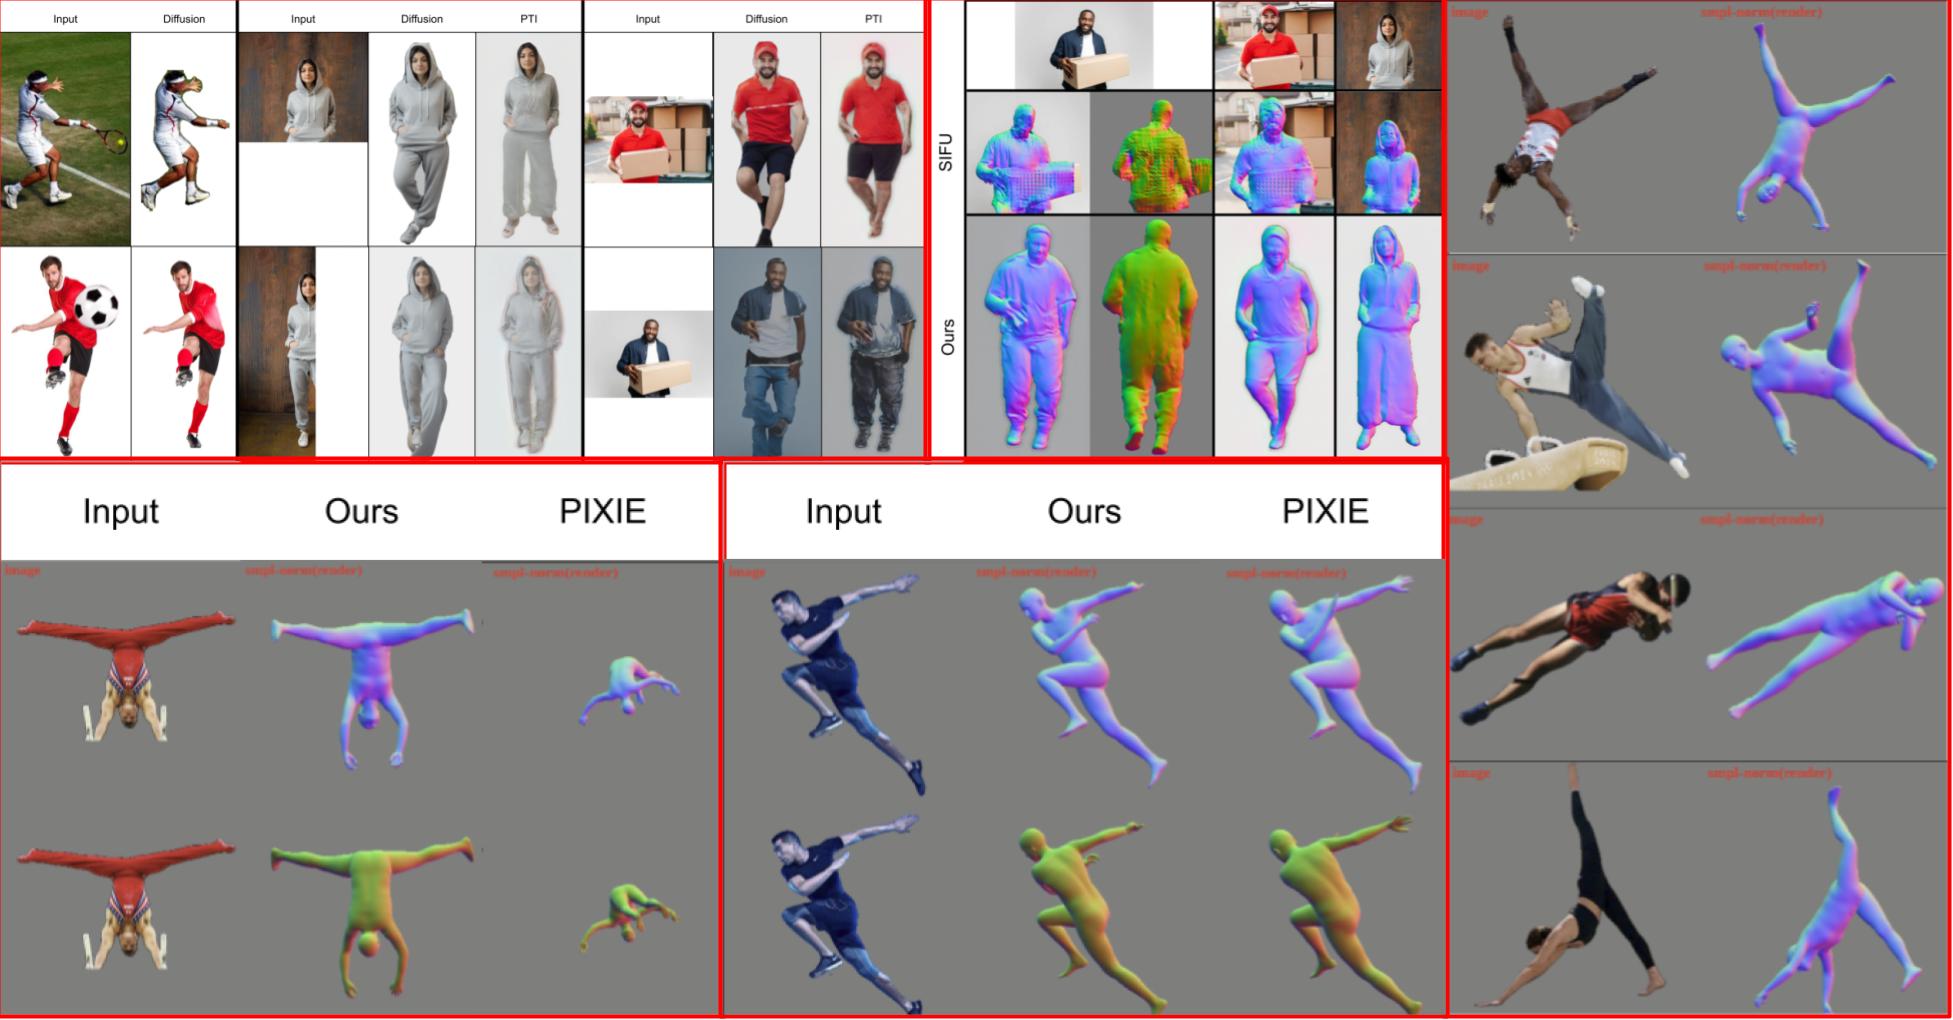 Input Diffusion Input Diffusion PTI Input Diffusion PTI
SIFU
Ours
image smpl-norm(render)
image smpl-norm(render)
image smpl-norm(render)
image smpl-norm(render)
Input Ours PIXIE
image smpl-norm(render) smpl-norm(render)
Input Ours PIXIE
image smpl-norm(render) smpl-norm(render)